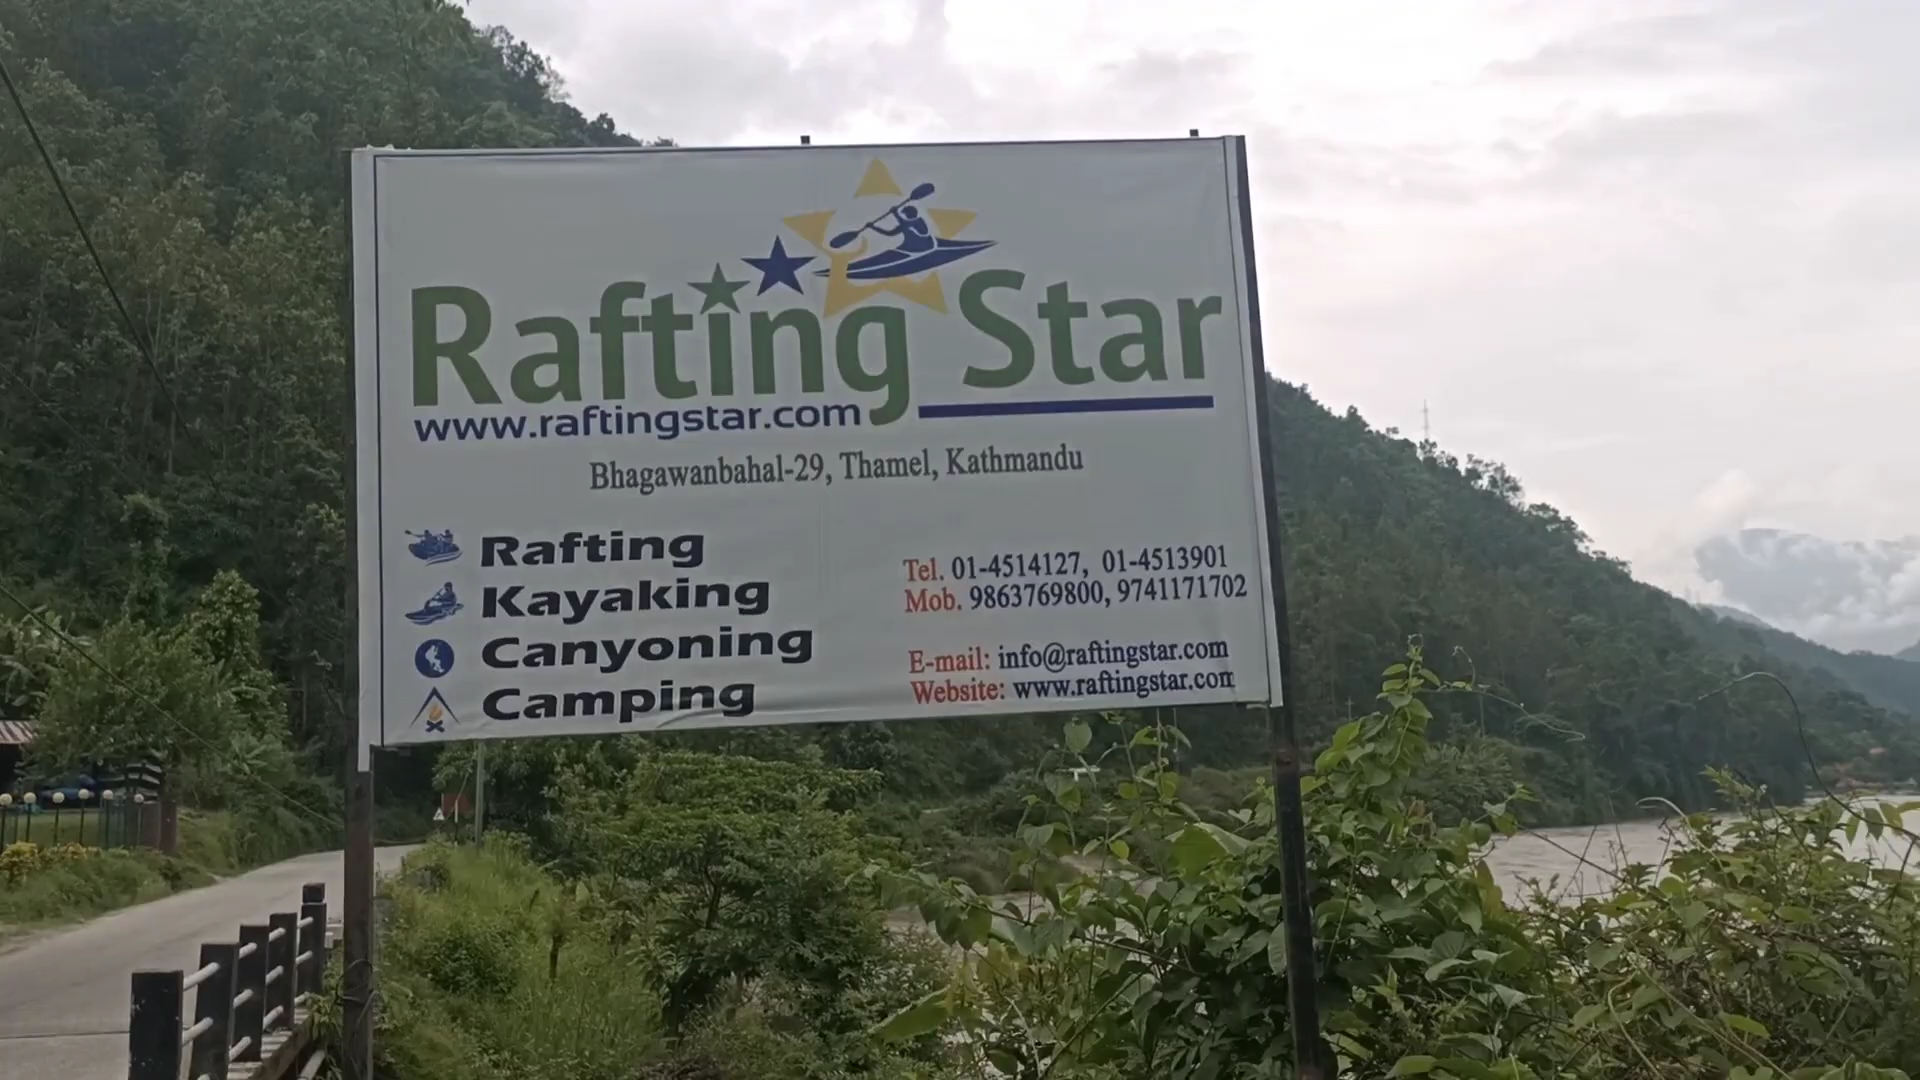 Rafting Star
www.raftingstar.com
Bhagawanbahal-29, Thamel, Kathmandu
Rafting
Kayaking
Canyoning
Camping
Tel. 01-4514127, 01-4513901
Mob. 9863769800, 9741171702
E-mail: info@raftingstar.com
Website: www.raftingstar.com